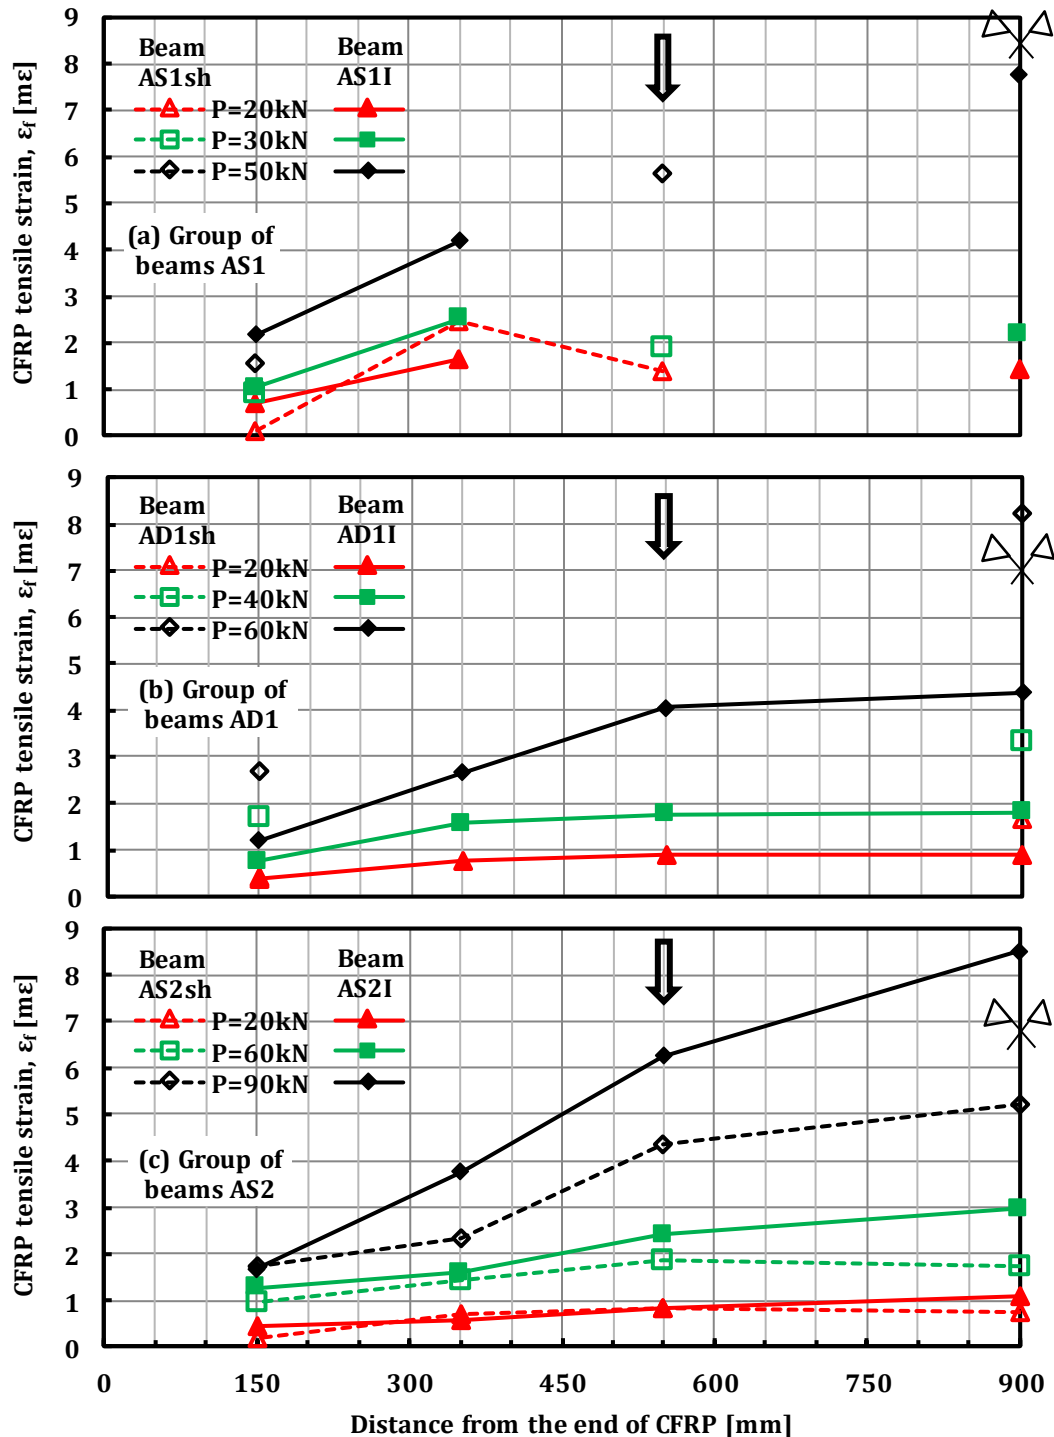 9
8
7
6
5
4
3
2
1
0
CFRP tensile strain, εf [mε]
Beam Beam
AS1sh AS1I
P=20kN
P=30kN
P=50kN
(a) Group of
beams AS1
9
8
7
6
5
4
3
2
1
0
CFRP tensile strain, εf [mε]
Beam Beam
AD1sh AD1I
P=20kN
P=40kN
P=60kN
(b) Group of
beams AD1
9
8
7
6
5
4
3
2
1
0
CFRP tensile strain, εf [mε]
Beam Beam
AS2sh AS2I
P=20kN
P=60kN
P=90kN
(c) Group of
beams AS2
0 150 300 450 600 750 900
Distance from the end of CFRP [mm]